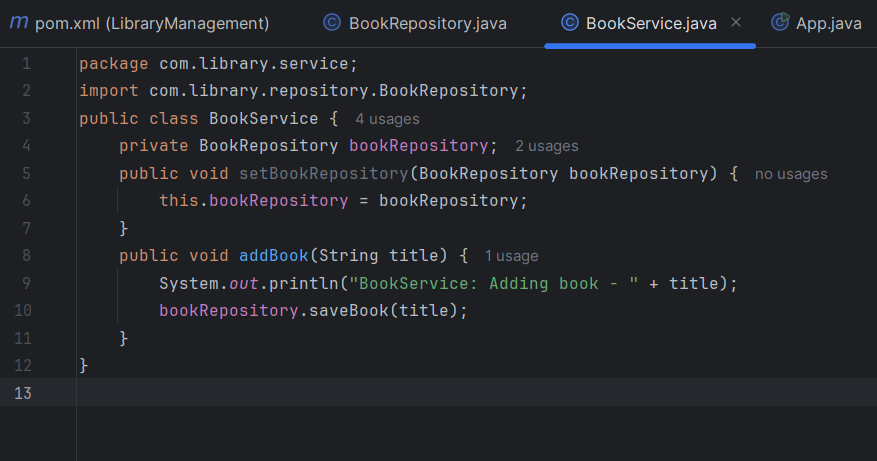 m pom.xml (LibraryManagement) © BookRepository.java © BookService.java × © App.java
1 package com.library.service;
2 import com.library.repository.BookRepository;
3 public class BookService { 4 usages
4 private BookRepository bookRepository; 2 usages
5 public void setBookRepository(BookRepository bookRepository) { no usages
6 this.bookRepository = bookRepository;
7 }
8 public void addBook(String title) { 1 usage
9 System.out.println("BookService: Adding book - " + title);
10 bookRepository.saveBook(title);
11 }
12 }
13